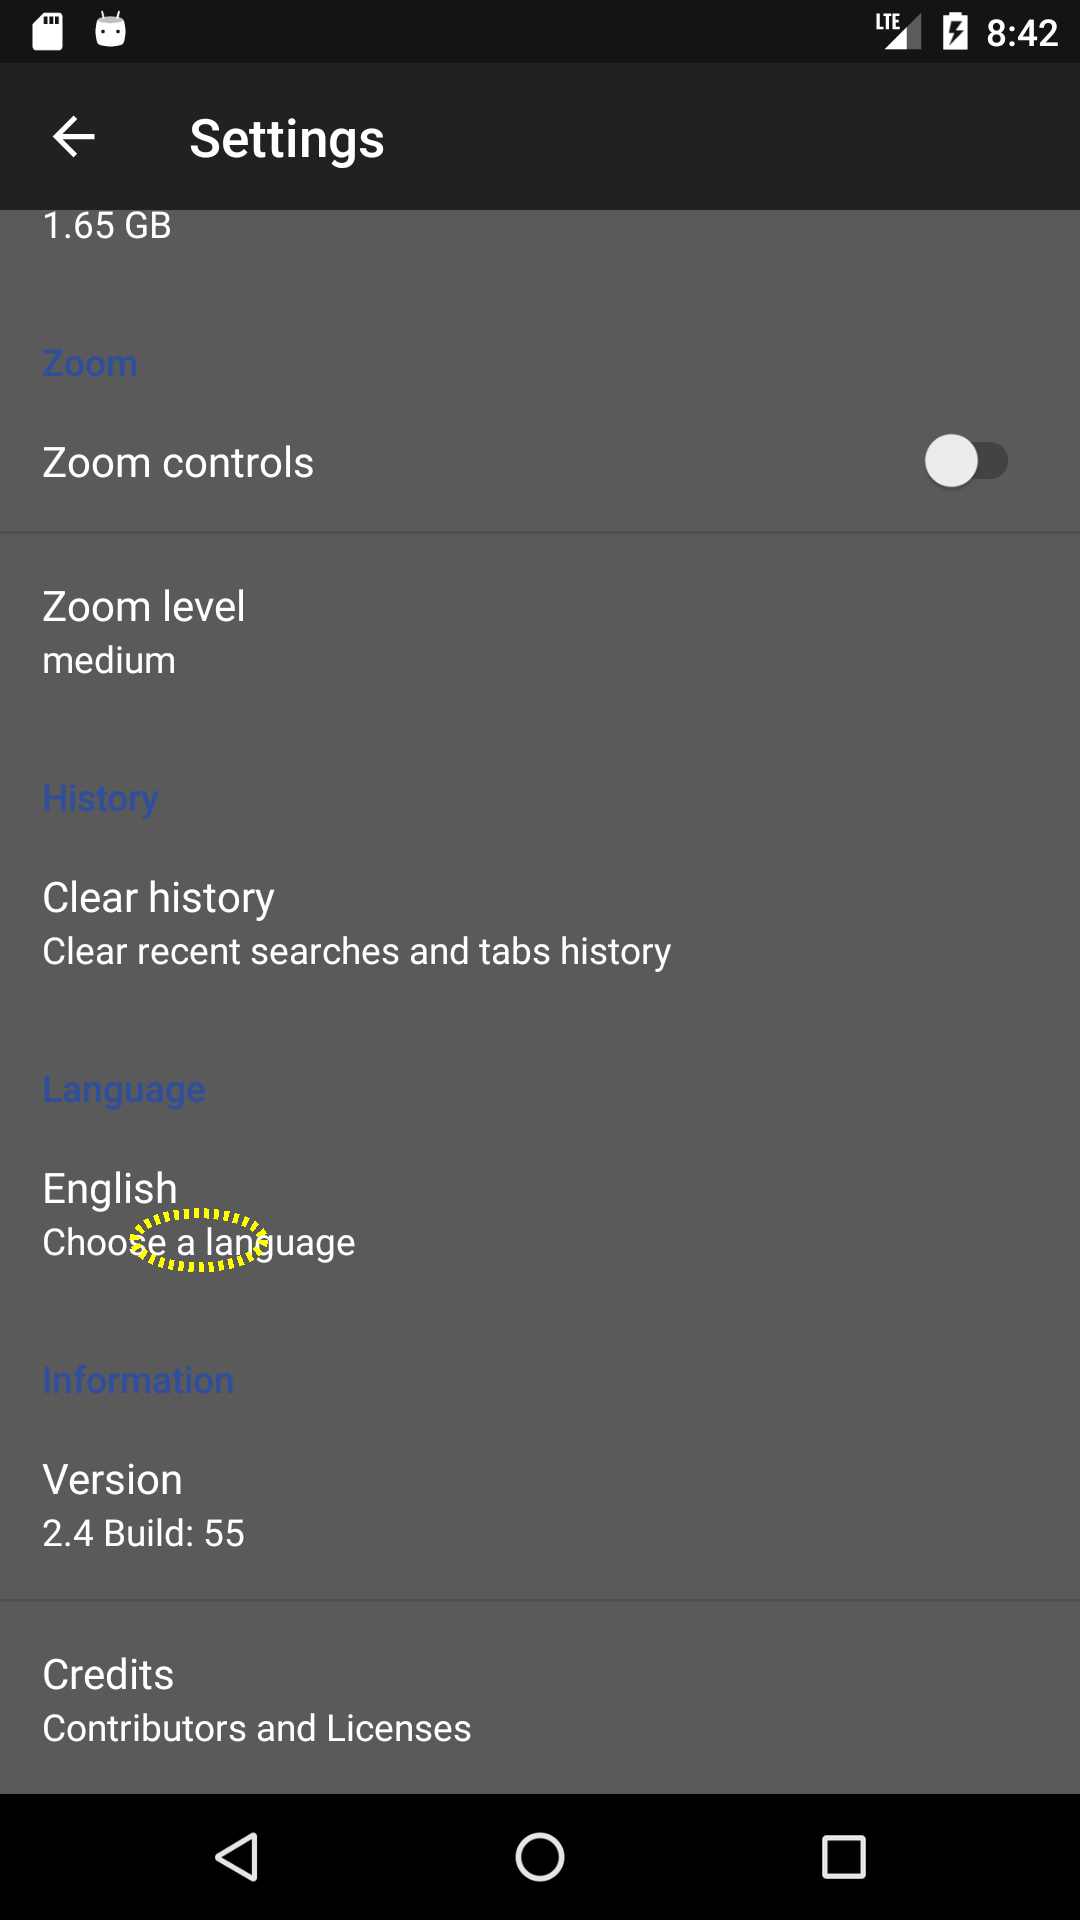 LTE 8:42
Settings
1.65 GB
Zoom
Zoom controls
Zoom level
medium
History
Clear history
Clear recent searches and tabs history
Language
English
Choose a language
Information
Version
2.4 Build: 55
Credits
Contributors and Licenses